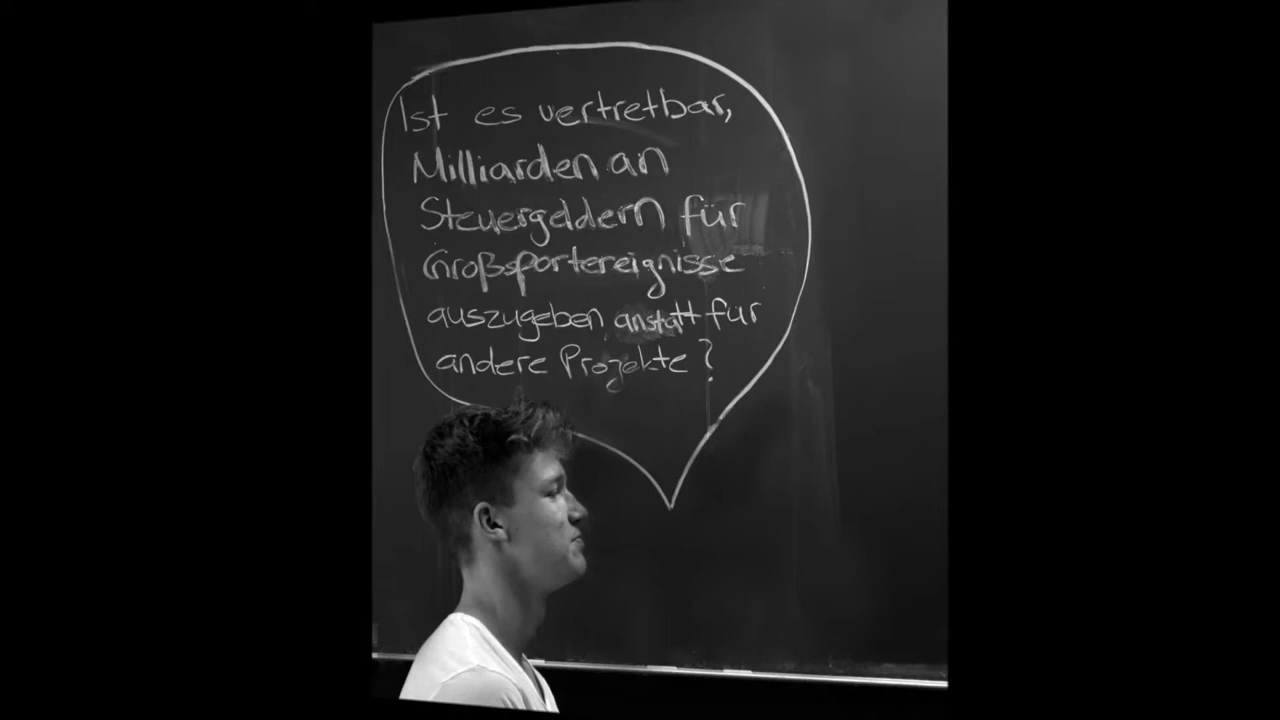 Ist es vertretbar,
Milliarden an
Steuergeldern für
Großsportereignisse
auszugeben anstatt für
andere Projekte?